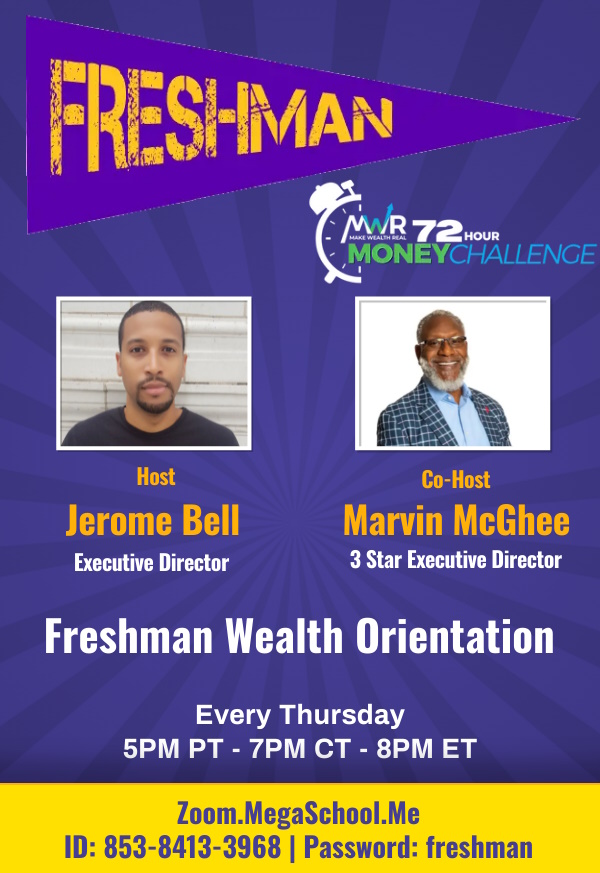 FRESHMAN
MWR 72 HOUR
MAKE WEALTH REAL
MONEYCHALLENGE
Host
Jerome Bell
Executive Director
Co-Host
Marvin McGhee
3 Star Executive Director
Freshman Wealth Orientation
Every Thursday
5PM PT - 7PM CT - 8PM ET
Zoom.MegaSchool.Me
ID: 853-8413-3968 | Password: freshman